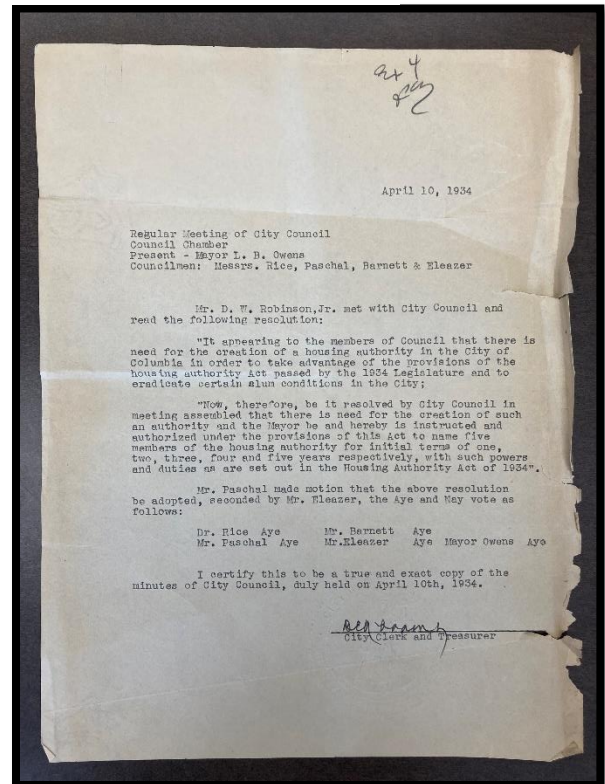 Ex 4
April 10, 1934
Regular Meeting of City Council
Council Chamber
Present - Mayor L. B. Owens
Councilmen: Messrs. Rice, Paschal, Barnett & Eleazer
Mr. D. W. Robinson,Jr. met with City Council and
read the following resolution:
"It appearing to the members of Council that there is
need for the creation of a housing authority in the City of
Columbia in order to take advantage of the provisions of the
housing authority Act passed by the 1934 Legislature and to
eradicate certain slum conditions in the City;
"Now, therefore, be it resolved by City Council in
meeting assembled that there is need for the creation of such
an authority and the Mayor be and hereby is instructed and
authorized under the provisions of this Act to name five
members of the housing authority for initial terms of one,
two, three, four and five years respectively, with such powers
and duties as are set out in the Housing Authority Act of 1934".
Mr. Paschal made motion that the above resolution
be adopted, seconded by Mr. Eleazer, the Aye and Nay vote as
follows:
Dr. Rice Aye Mr. Barnett Aye
Mr. Paschal Aye Mr.Eleazer Aye Mayor Owens Aye
I certify this to be a true and exact copy of the
minutes of City Council, duly held on April 10th, 1934.
City Clerk and Treasurer